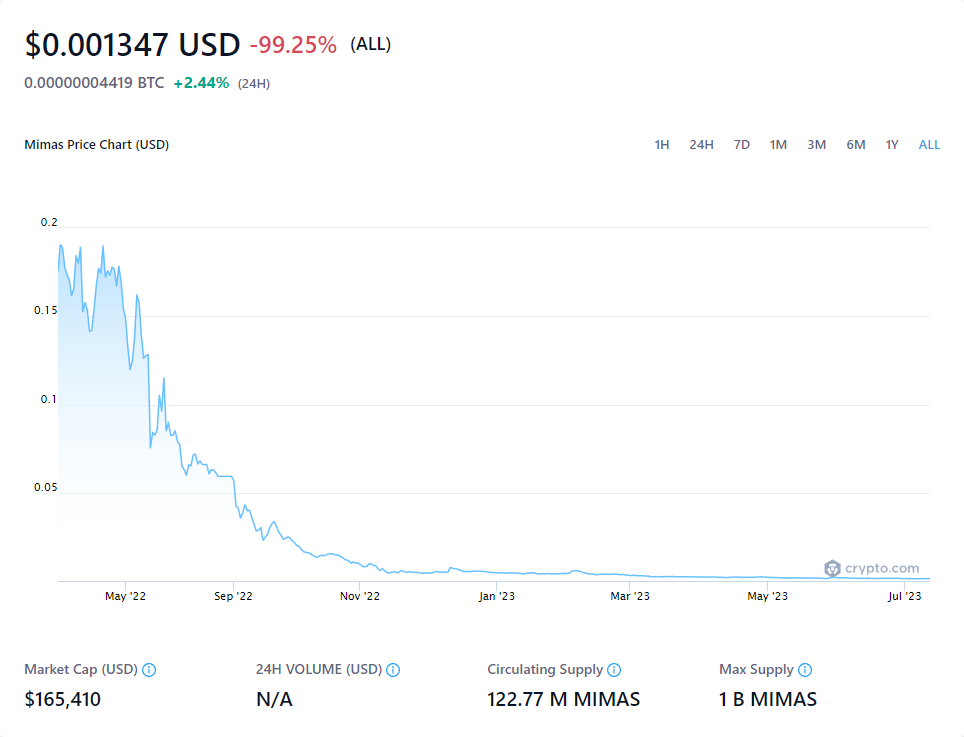 $0.001347 USD -99.25% (ALL)
0.00000004419 BTC +2.44% (24H)
Mimas Price Chart (USD) 1H 24H 7D 1M 3M 6M 1Y ALL
0.2
0.15
0.1
0.05
crypto.com
May '22 Sep '22 Nov '22 Jan '23 Mar '23 May '23 Jul '23
Market Cap (USD) 24H VOLUME (USD) Circulating Supply Max Supply
$165,410 N/A 122.77 M MIMAS 1 B MIMAS